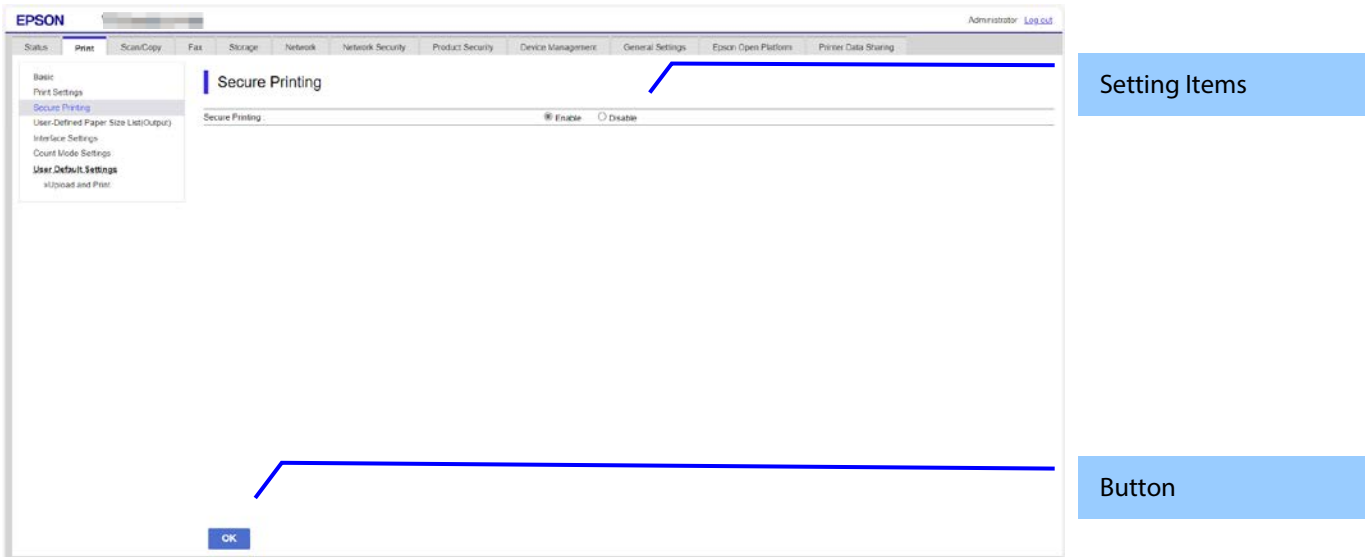 EPSON
Administrator Log out
Status Print Scan/Copy Fax Storage Network Network Security Product Security Device Management General Settings Epson Open Platform Printer Data Sharing
Basic
Print Settings
Secure Printing
User-Defined Paper Size List(Output)
Interface Settings
Count Mode Settings
User Default Settings
»Upload and Print
Secure Printing
Secure Printing : Enable Disable
OK
Setting Items
Button